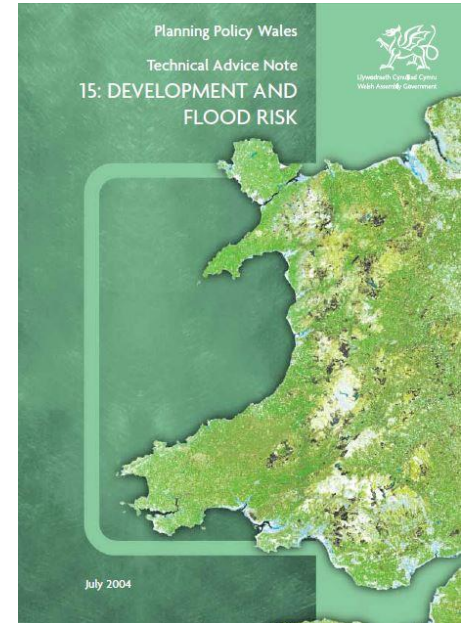 Planning Policy Wales
Technical Advice Note
15: DEVELOPMENT AND
FLOOD RISK
Llywodraeth Cynulliad Cymru
Welsh Assembly Government
July 2004